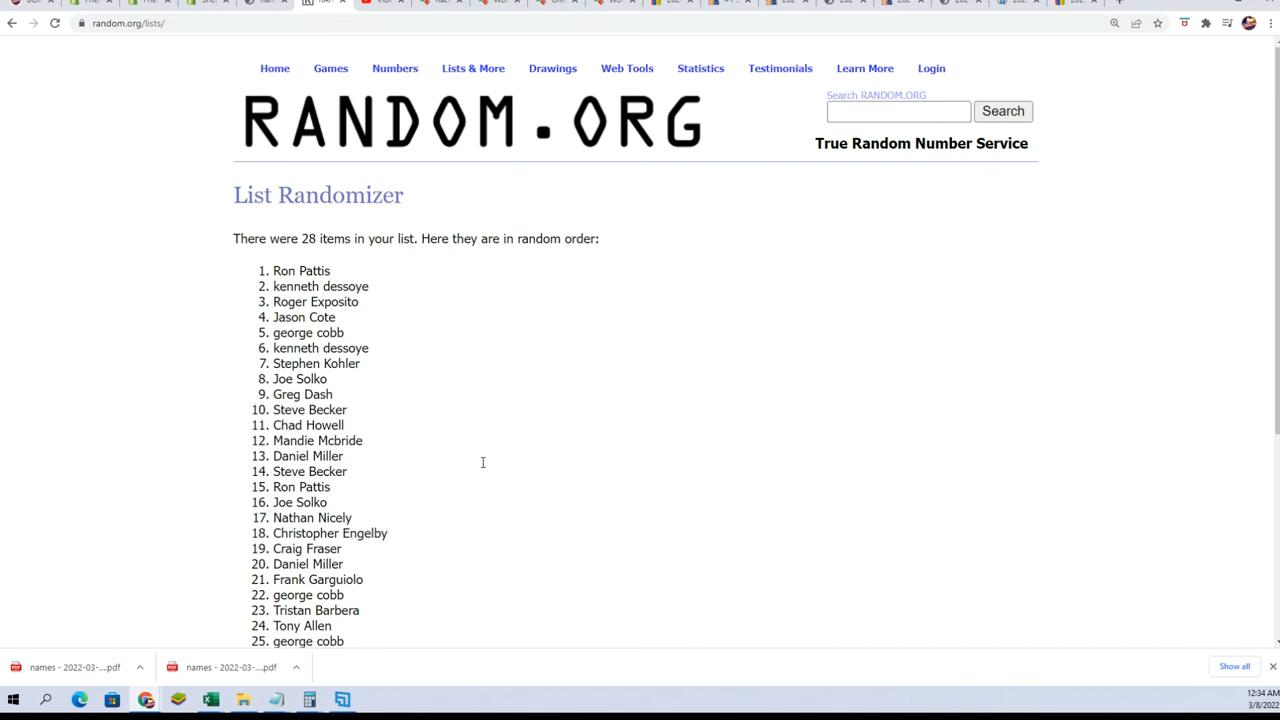 random.org/lists/
Home Games Numbers Lists & More Drawings Web Tools Statistics Testimonials Learn More Login
RANDOM.ORG
Search RANDOM.ORG
Search
True Random Number Service
List Randomizer
There were 28 items in your list. Here they are in random order:
1. Ron Pattis
2. kenneth dessoye
3. Roger Exposito
4. Jason Cote
5. george cobb
6. kenneth dessoye
7. Stephen Kohler
8. Joe Solko
9. Greg Dash
10. Steve Becker
11. Chad Howell
12. Mandie Mcbride
13. Daniel Miller
14. Steve Becker
15. Ron Pattis
16. Joe Solko
17. Nathan Nicely
18. Christopher Engelby
19. Craig Fraser
20. Daniel Miller
21. Frank Garguiolo
22. george cobb
23. Tristan Barbera
24. Tony Allen
25. george cobb
names - 2022-03-....pdf names - 2022-03-....pdf Show all
12:34 AM
3/8/2022